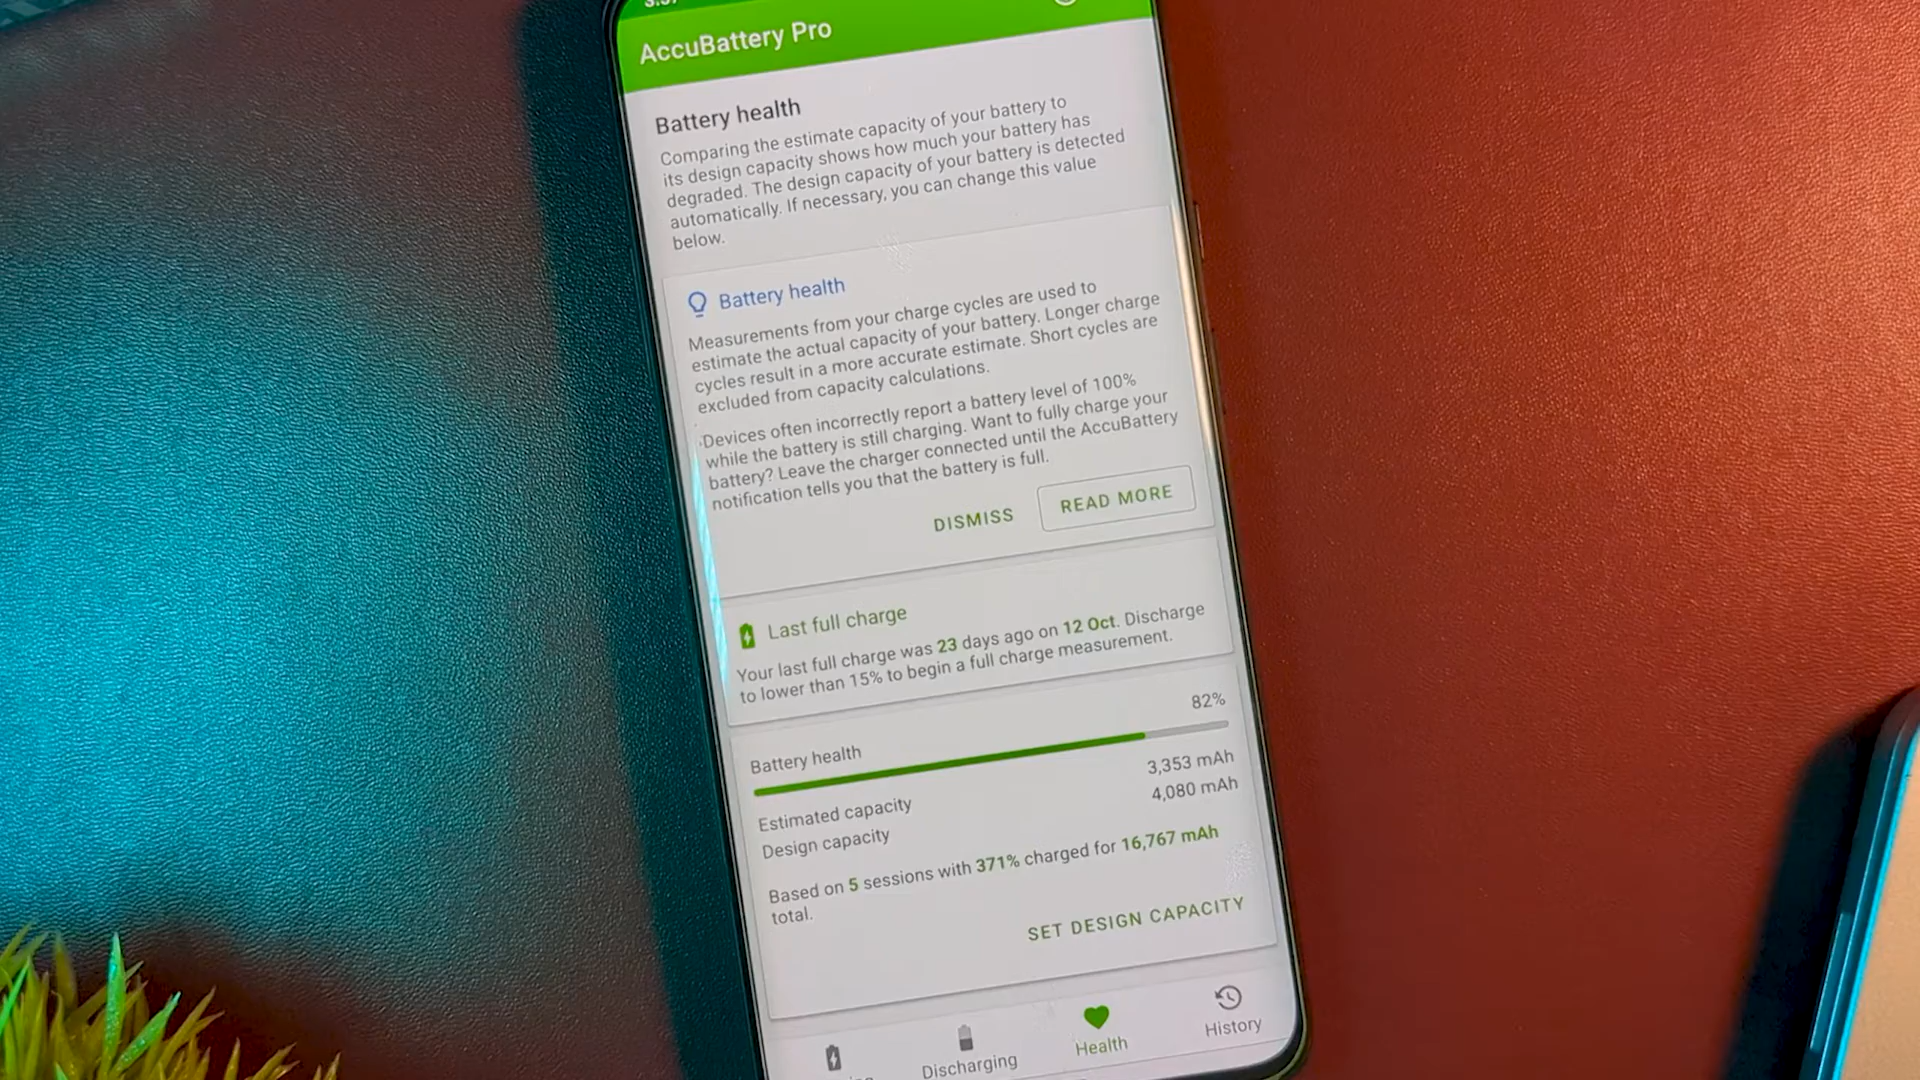 AccuBattery Pro
Battery health
Comparing the estimate capacity of your battery to
its design capacity shows how much your battery has
degraded. The design capacity of your battery is detected
automatically. If necessary, you can change this value
below.
Battery health
Measurements from your charge cycles are used to
estimate the actual capacity of your battery. Longer charge
cycles result in a more accurate estimate. Short cycles are
excluded from capacity calculations.
Devices often incorrectly report a battery level of 100%
while the battery is still charging. Want to fully charge your
battery? Leave the charger connected until the AccuBattery
notification tells you that the battery is full.
DISMISS READ MORE
Last full charge
Your last full charge was 23 days ago on 12 Oct. Discharge
to lower than 15% to begin a full charge measurement.
Battery health 82%
Estimated capacity 3,353 mAh
Design capacity 4,080 mAh
Based on 5 sessions with 371% charged for 16,767 mAh
total.
SET DESIGN CAPACITY
Discharging Health History